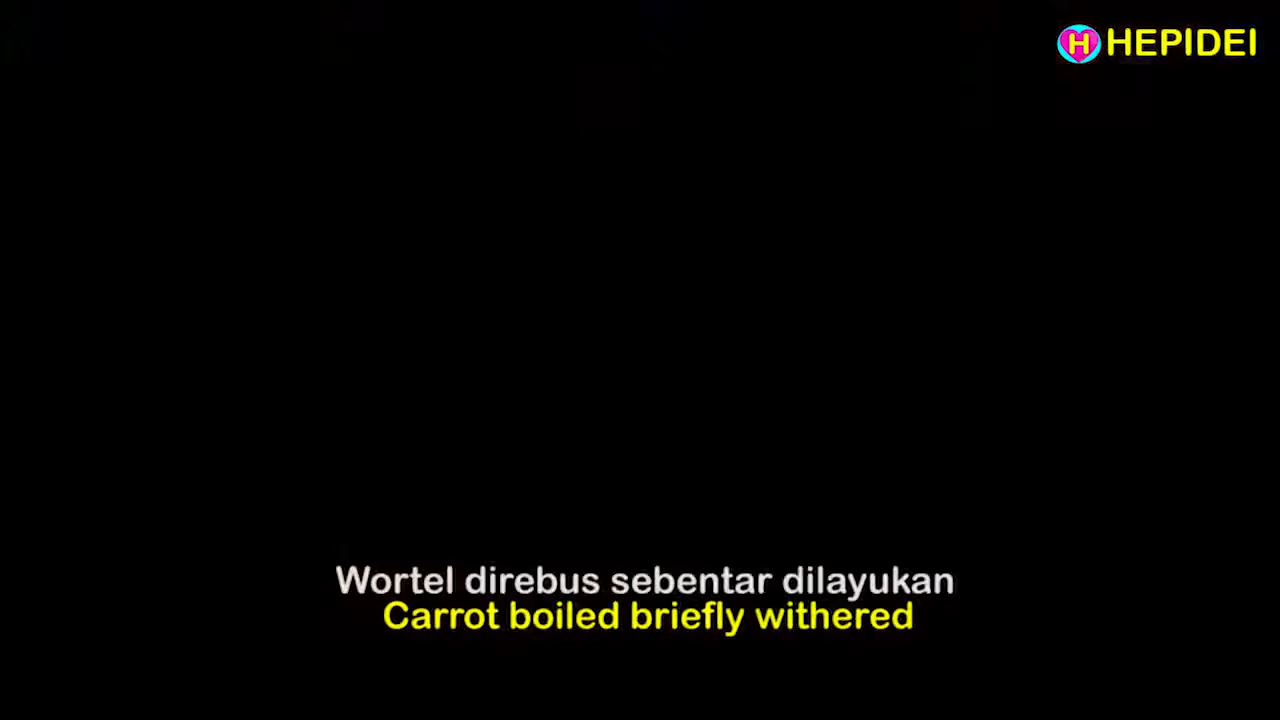 H HEPIDEI
Wortel direbus sebentar dilayukan
Carrot boiled briefly withered